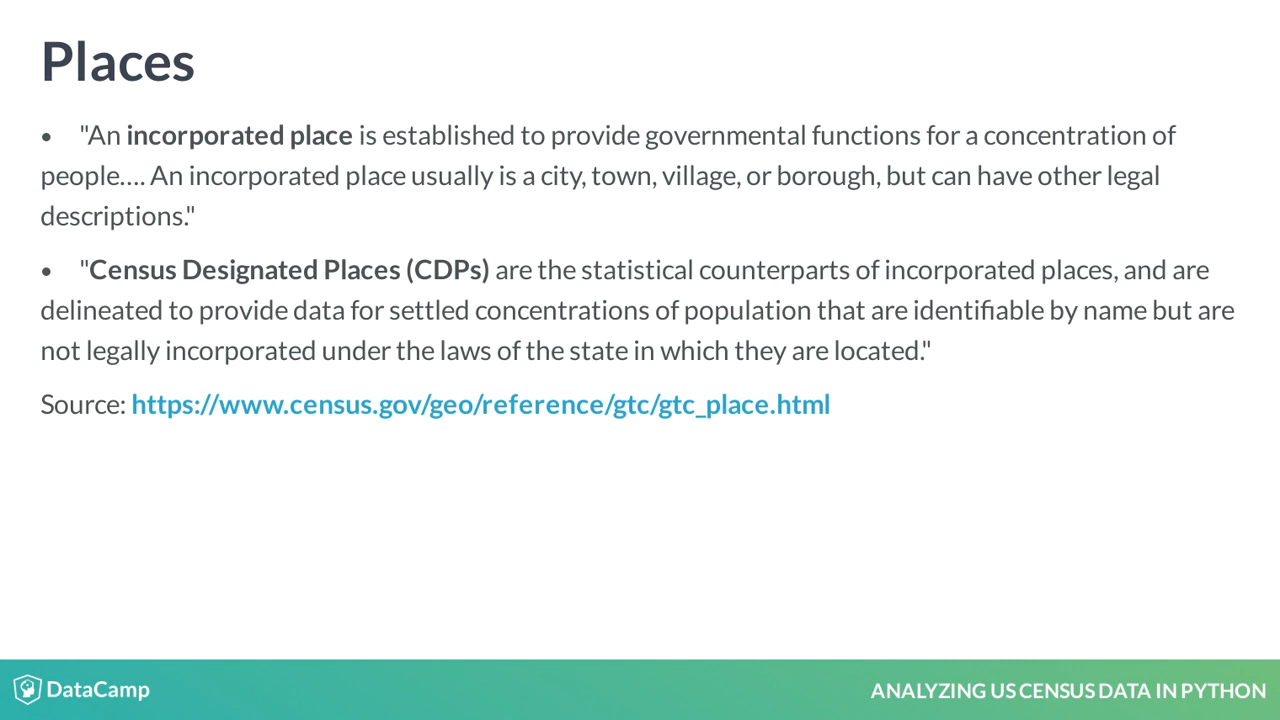 Places
• "An incorporated place is established to provide governmental functions for a concentration of
people.... An incorporated place usually is a city, town, village, or borough, but can have other legal
descriptions."
• "Census Designated Places (CDPs) are the statistical counterparts of incorporated places, and are
delineated to provide data for settled concentrations of population that are identifiable by name but are
not legally incorporated under the laws of the state in which they are located."
Source: https://www.census.gov/geo/reference/gtc/gtc_place.html
DataCamp
ANALYZING US CENSUS DATA IN PYTHON